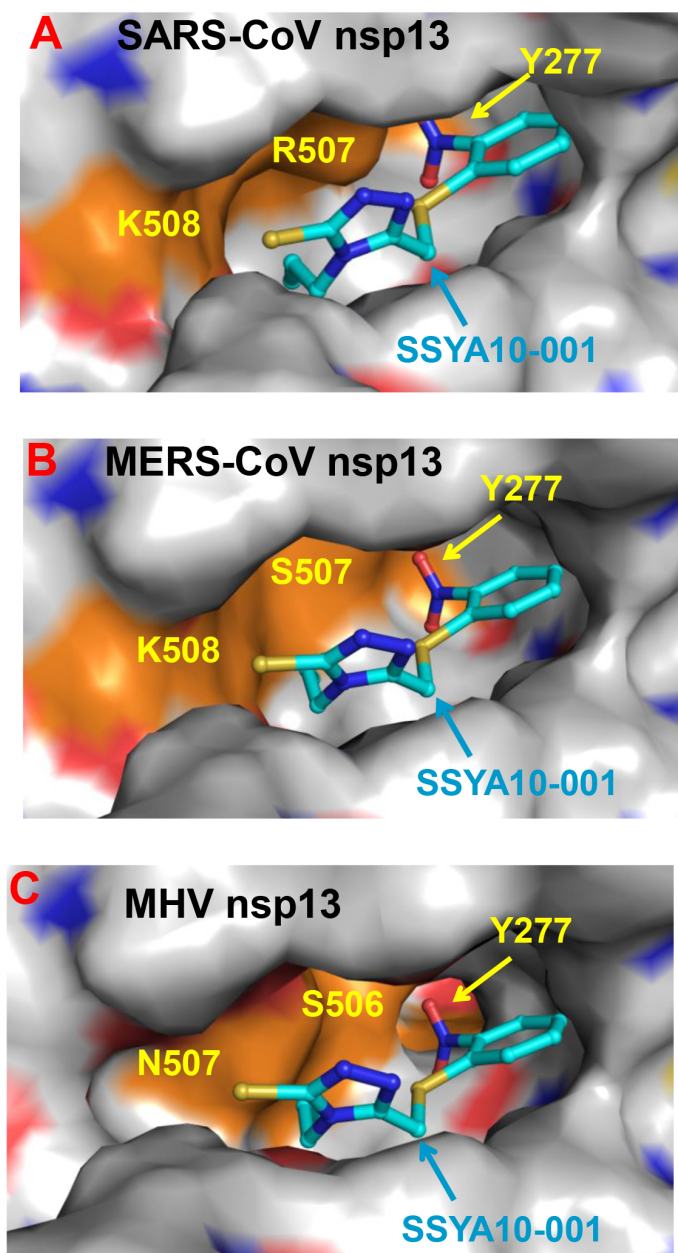 A SARS-CoV nsp13
Y277
R507
K508
SSYA10-001
B MERS-CoV nsp13
Y277
S507
K508
SSYA10-001
C MHV nsp13
Y277
S506
N507
SSYA10-001